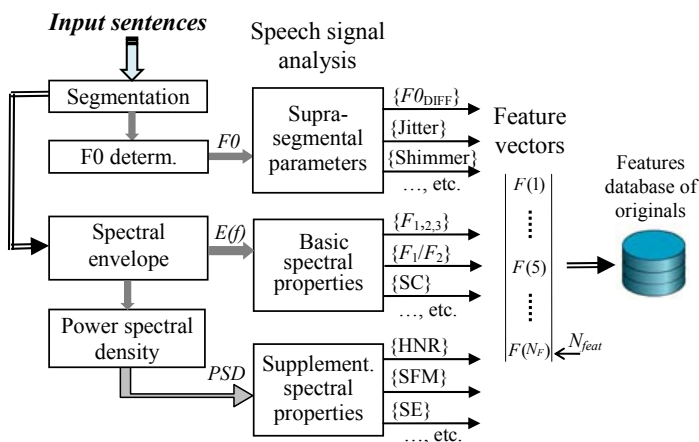 Input sentences
Speech signal
analysis
Segmentation
F0 determ.
F0
Supra-
segmental
parameters
{F0DIFF}
{Jitter}
{Shimmer}
…, etc.
Spectral
envelope
E(f)
Basic
spectral
properties
{F1,2,3}
{F1/F2}
{SC}
…, etc.
Power spectral
density
PSD
Supplement.
spectral
properties
{HNR}
{SFM}
{SE}
…, etc.
Feature
vectors
F(1)
F(5)
F(NF)
Nfeat
Features
database of
originals